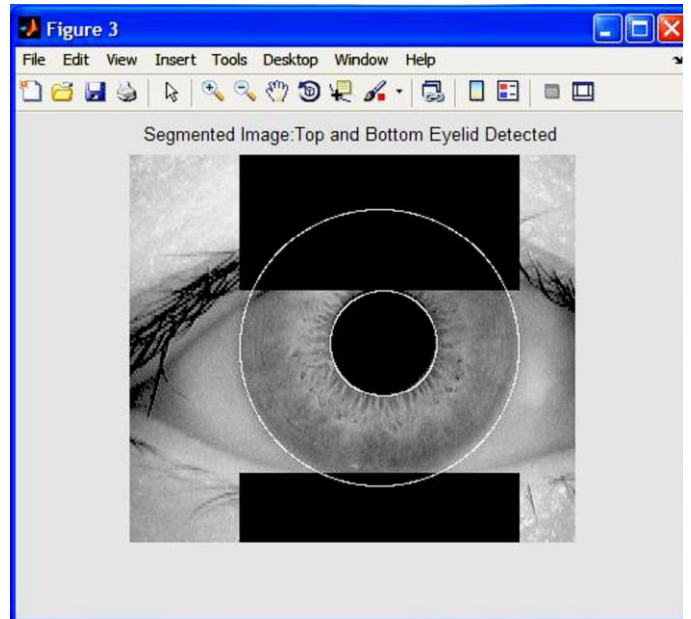 Figure 3
File Edit View Insert Tools Desktop Window Help
Segmented Image:Top and Bottom Eyelid Detected